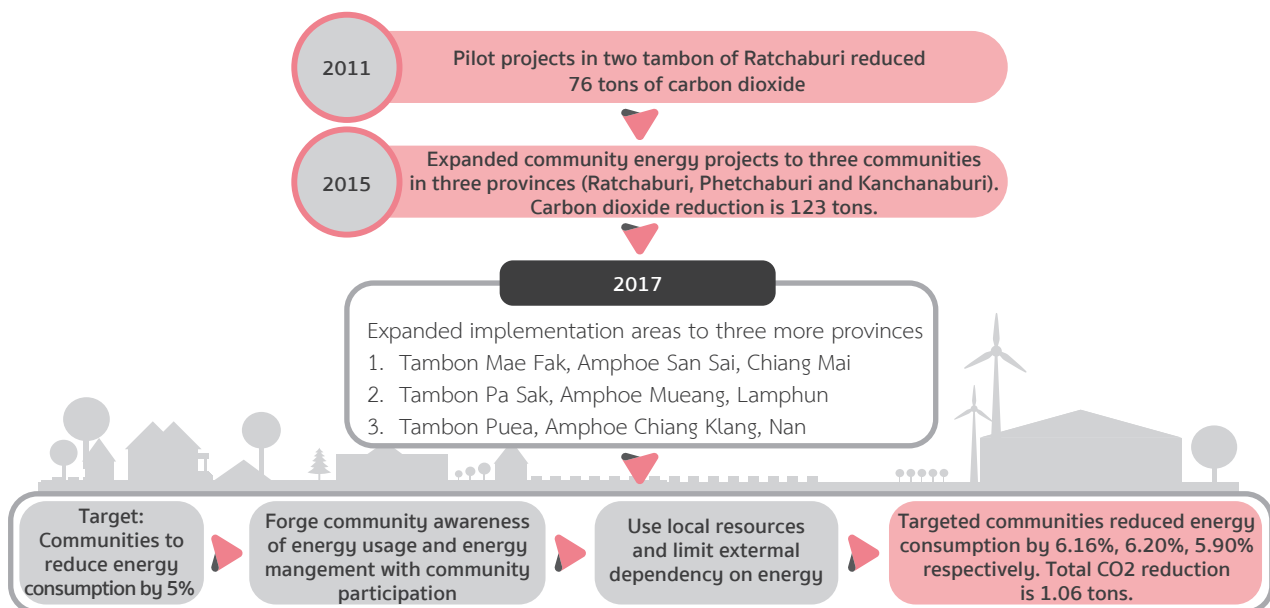 2011
Pilot projects in two tambon of Ratchaburi reduced
76 tons of carbon dioxide
2015
Expanded community energy projects to three communities
in three provinces (Ratchaburi, Phetchaburi and Kanchanaburi).
Carbon dioxide reduction is 123 tons.
2017
Expanded implementation areas to three more provinces
1. Tambon Mae Fak, Amphoe San Sai, Chiang Mai
2. Tambon Pa Sak, Amphoe Mueang, Lamphun
3. Tambon Puea, Amphoe Chiang Klang, Nan
Target:
Communities to
reduce energy
consumption by 5%
Forge community awareness
of energy usage and energy
mangement with community
participation
Use local resources
and limit extermal
dependency on energy
Targeted communities reduced energy
consumption by 6.16%, 6.20%, 5.90%
respectively. Total CO2 reduction
is 1.06 tons.